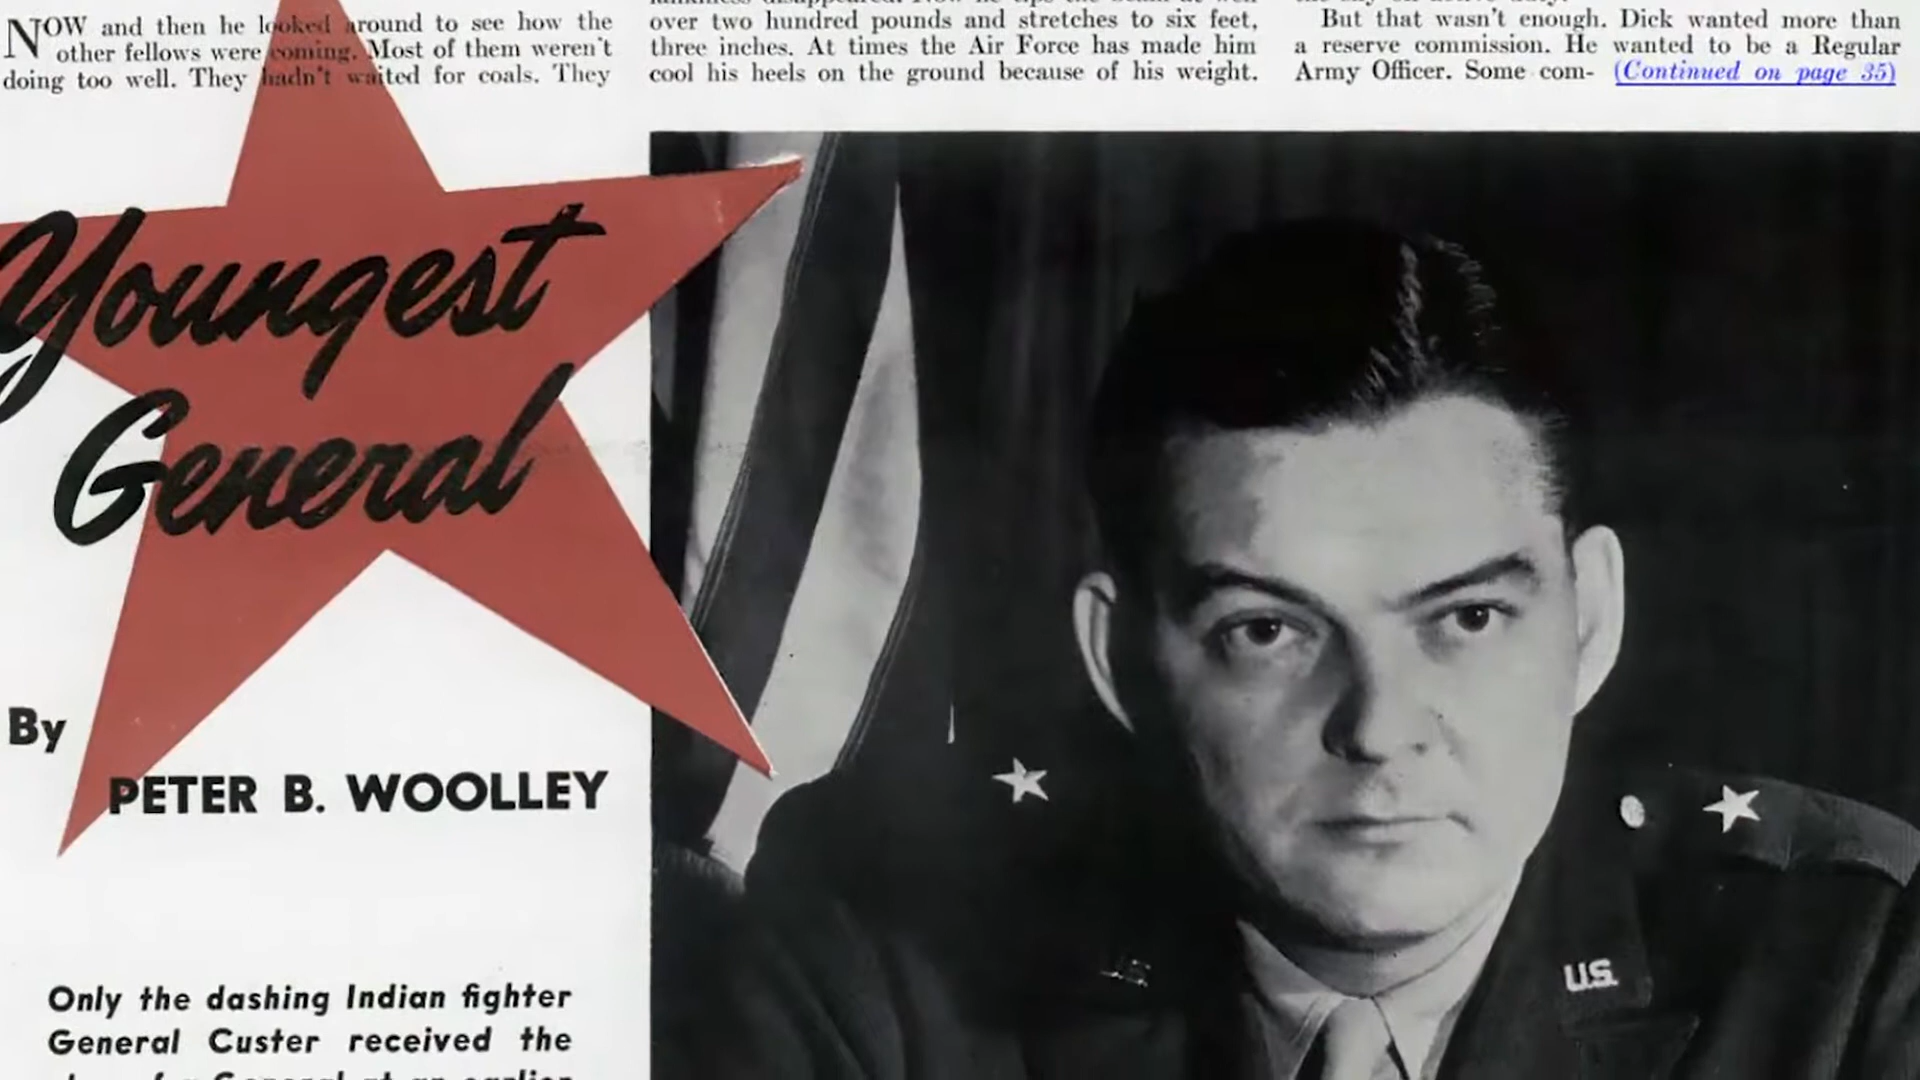 NOW and then he looked around to see how the
other fellows were coming. Most of them weren't
doing too well. They hadn't waited for coals. They
over two hundred pounds and stretches to six feet,
three inches. At times the Air Force has made him
cool his heels on the ground because of his weight.
But that wasn't enough. Dick wanted more than
a reserve commission. He wanted to be a Regular
Army Officer. Some com- (Continued on page 35)
Youngest
General
By
PETER B. WOOLLEY
Only the dashing Indian fighter
General Custer received the
U.S.
U.S.